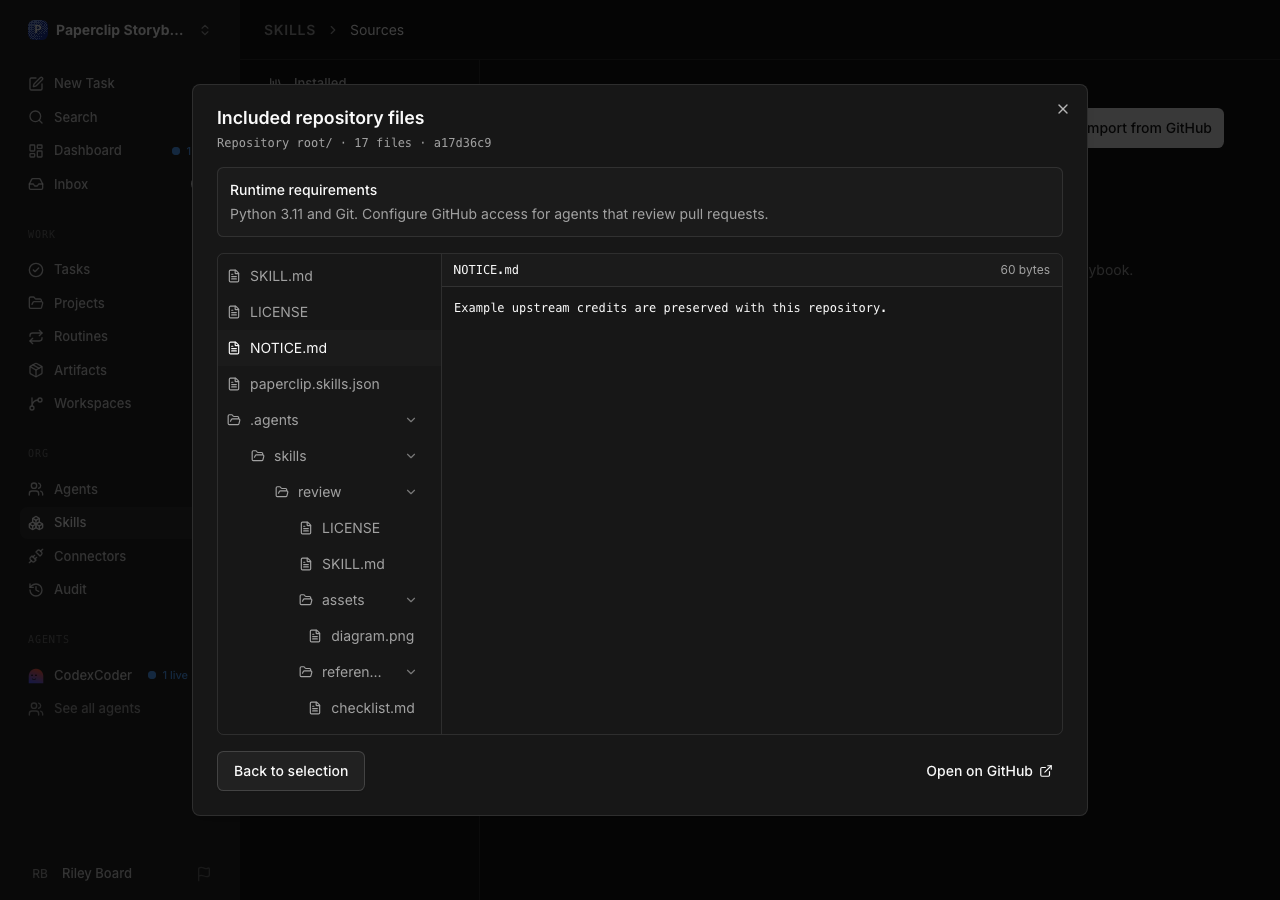 P Paperclip Storyb...
SKILLS > Sources
New Task
Installed
Search
Dashboard
1
Inbox
WORK
Tasks
Projects
Routines
Artifacts
Workspaces
ORG
Agents
Skills
Connectors
Audit
AGENTS
CodexCoder 1 live
See all agents
RB Riley Board
mport from GitHub
ybook.
Included repository files
Repository root/ · 17 files · a17d36c9
Runtime requirements
Python 3.11 and Git. Configure GitHub access for agents that review pull requests.
SKILL.md
LICENSE
NOTICE.md
paperclip.skills.json
.agents
skills
review
LICENSE
SKILL.md
assets
diagram.png
referen...
checklist.md
NOTICE.md 60 bytes
Example upstream credits are preserved with this repository.
Back to selection
Open on GitHub